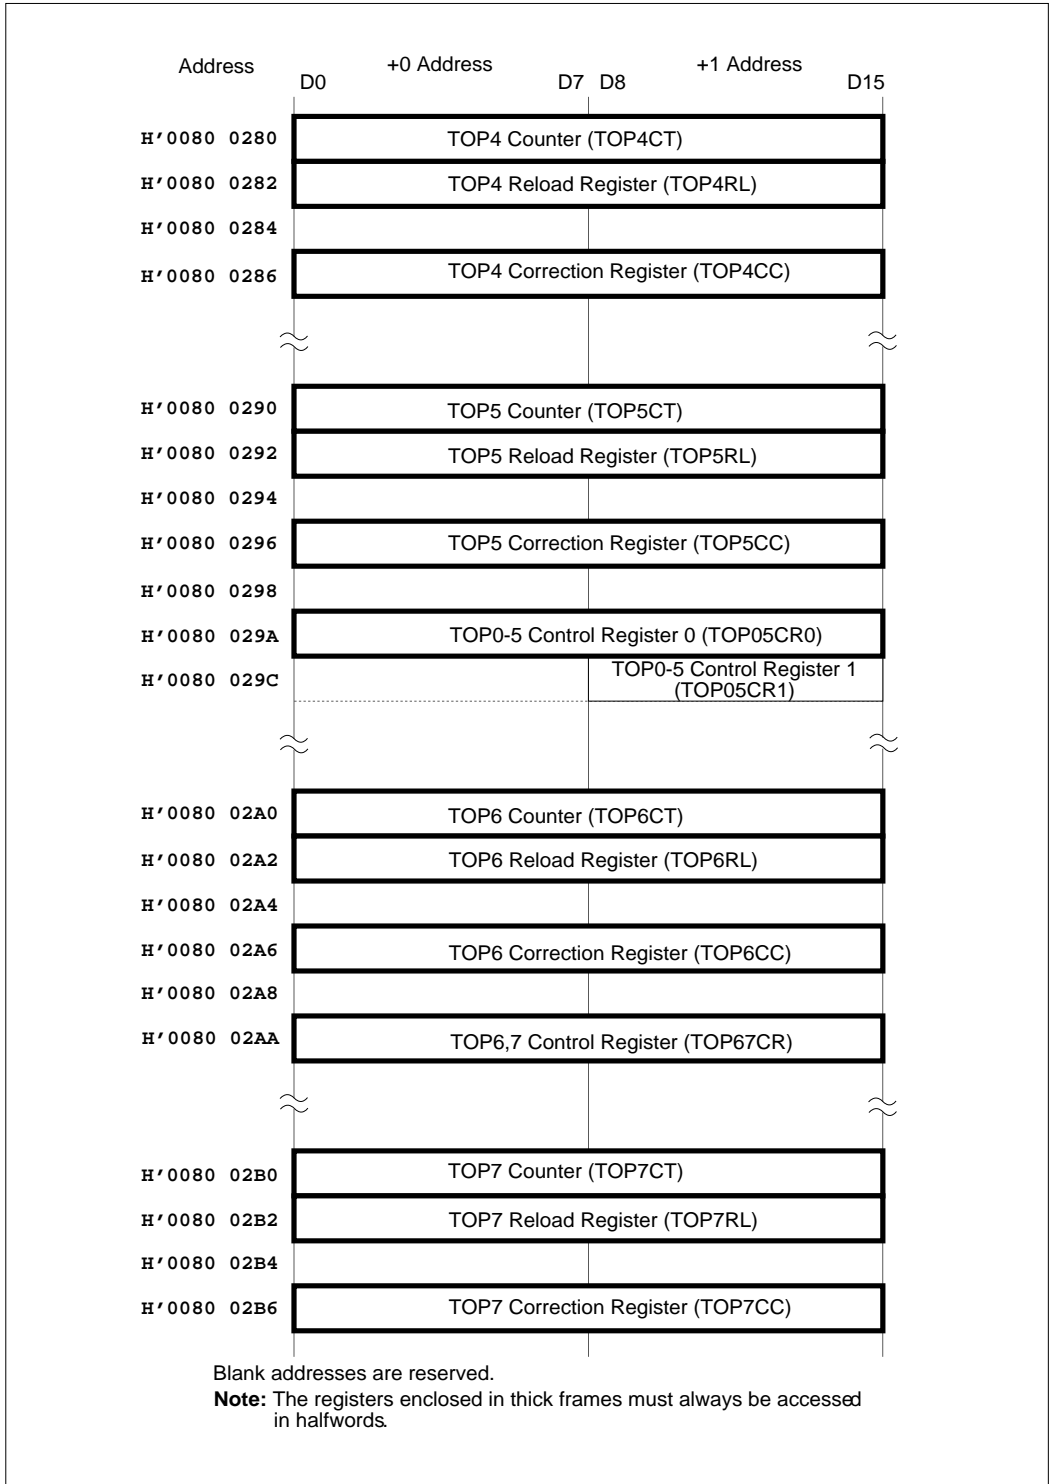 Address +0 Address +1 Address
D0 D7 D8 D15
H'0080 0280 TOP4 Counter (TOP4CT)
H'0080 0282 TOP4 Reload Register (TOP4RL)
H'0080 0284
H'0080 0286 TOP4 Correction Register (TOP4CC)
H'0080 0290 TOP5 Counter (TOP5CT)
H'0080 0292 TOP5 Reload Register (TOP5RL)
H'0080 0294
H'0080 0296 TOP5 Correction Register (TOP5CC)
H'0080 0298
H'0080 029A TOP0-5 Control Register 0 (TOP05CR0)
H'0080 029C TOP0-5 Control Register 1
(TOP05CR1)
H'0080 02A0 TOP6 Counter (TOP6CT)
H'0080 02A2 TOP6 Reload Register (TOP6RL)
H'0080 02A4
H'0080 02A6 TOP6 Correction Register (TOP6CC)
H'0080 02A8
H'0080 02AA TOP6,7 Control Register (TOP67CR)
H'0080 02B0 TOP7 Counter (TOP7CT)
H'0080 02B2 TOP7 Reload Register (TOP7RL)
H'0080 02B4
H'0080 02B6 TOP7 Correction Register (TOP7CC)
Blank addresses are reserved.
Note: The registers enclosed in thick frames must always be accessed
in halfwords.